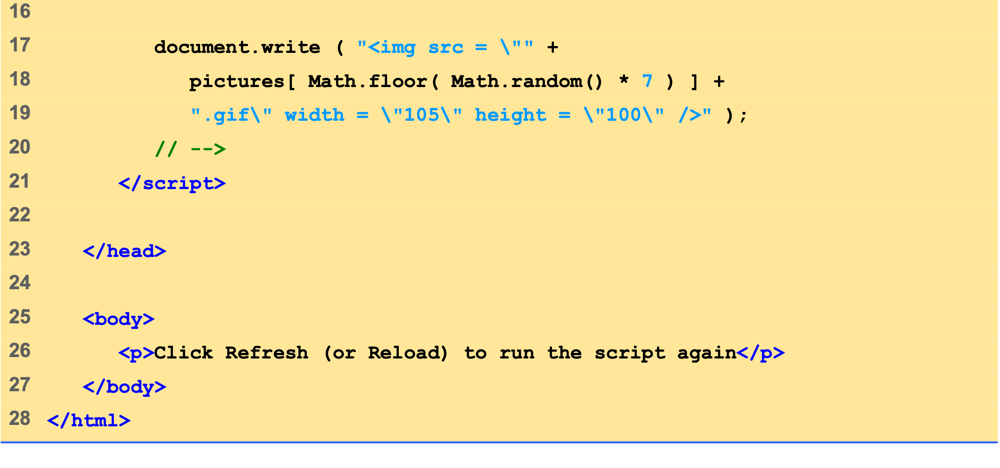 16
17 document.write ( "<img src = \"" +
18 pictures[ Math.floor( Math.random() * 7 ) ] +
19 ".gif\" width = \"105\" height = \"100\" />" );
20 // -->
21 </script>
22
23 </head>
24
25 <body>
26 <p>Click Refresh (or Reload) to run the script again</p>
27 </body>
28 </html>